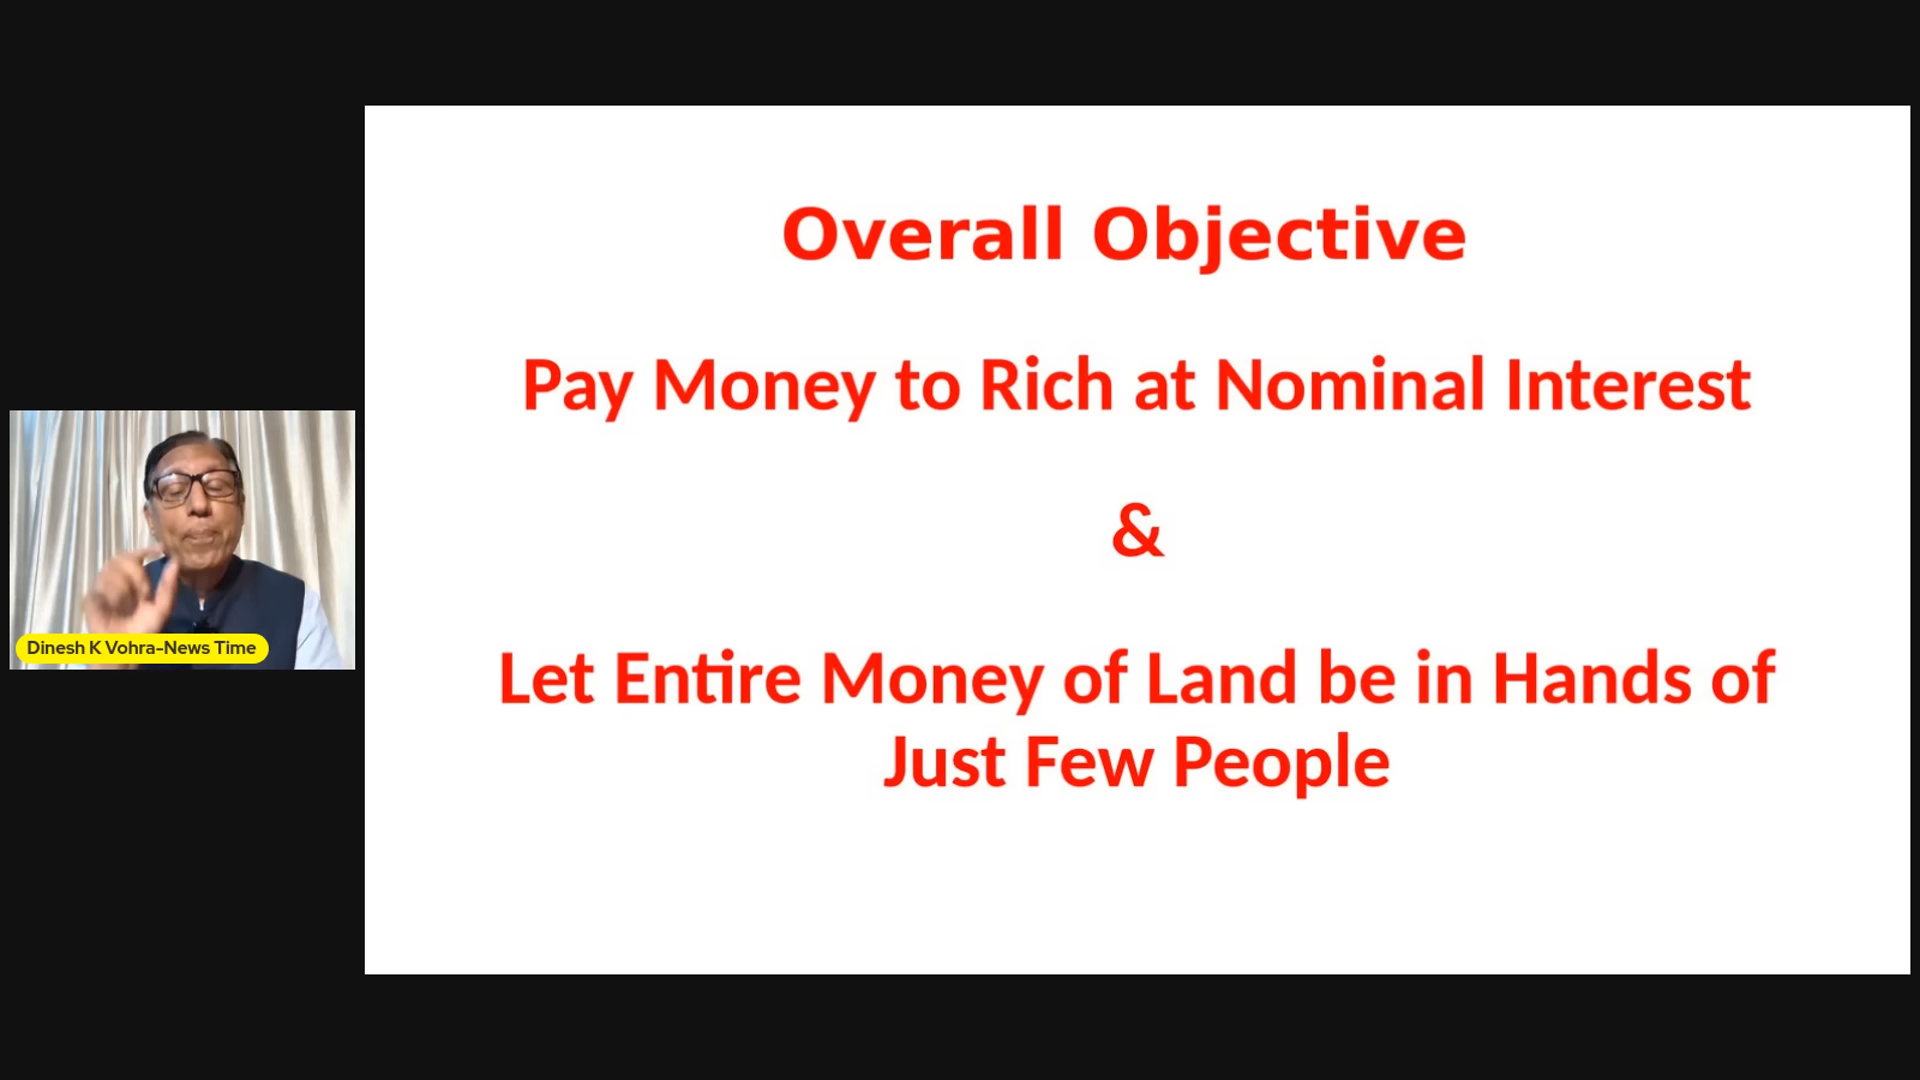 Overall Objective
Pay Money to Rich at Nominal Interest
&
Let Entire Money of Land be in Hands of
Just Few People
Dinesh K Vohra-News Time